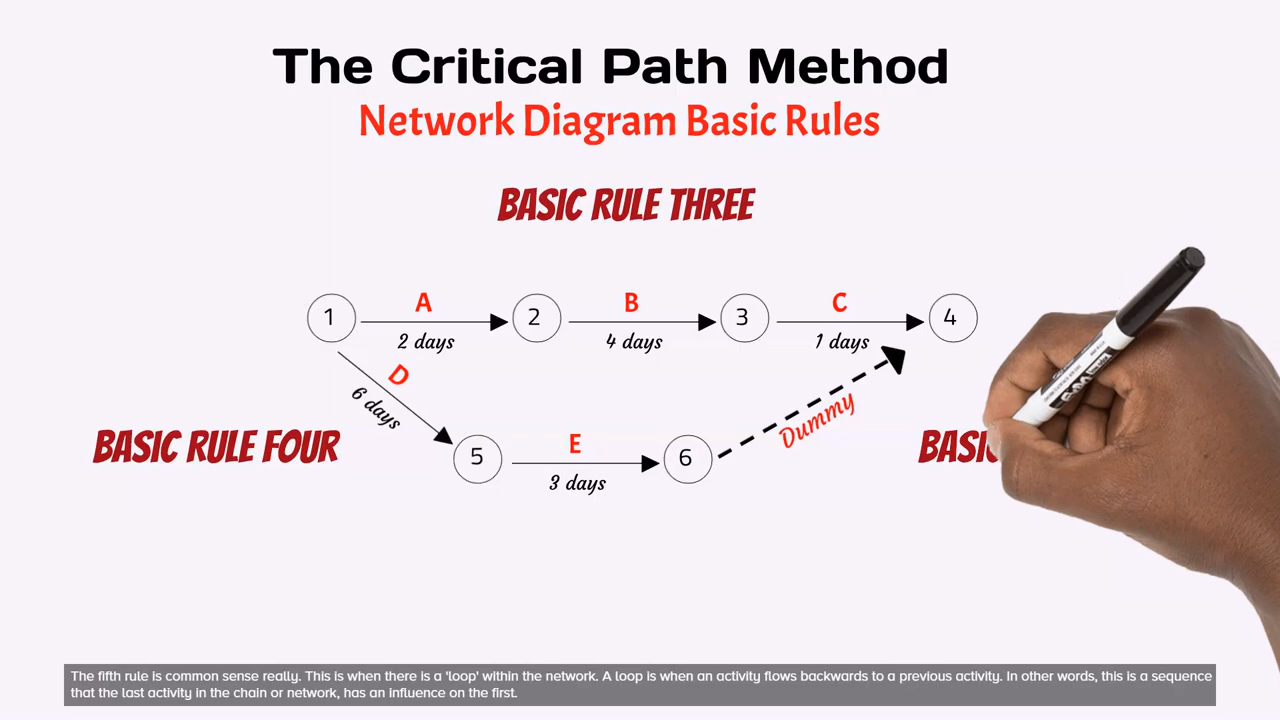 The Critical Path Method
Network Diagram Basic Rules
BASIC RULE THREE
A
B
C
1
2
3
4
2 days
4 days
1 days
D
6 days
Dummy
BASIC RULE FOUR
E
BASIC
5
6
3 days
The fifth rule is common sense really. This is when there is a 'loop' within the network. A loop is when an activity flows backwards to a previous activity. In other words, this is a sequence
that the last activity in the chain or network, has an influence on the first.